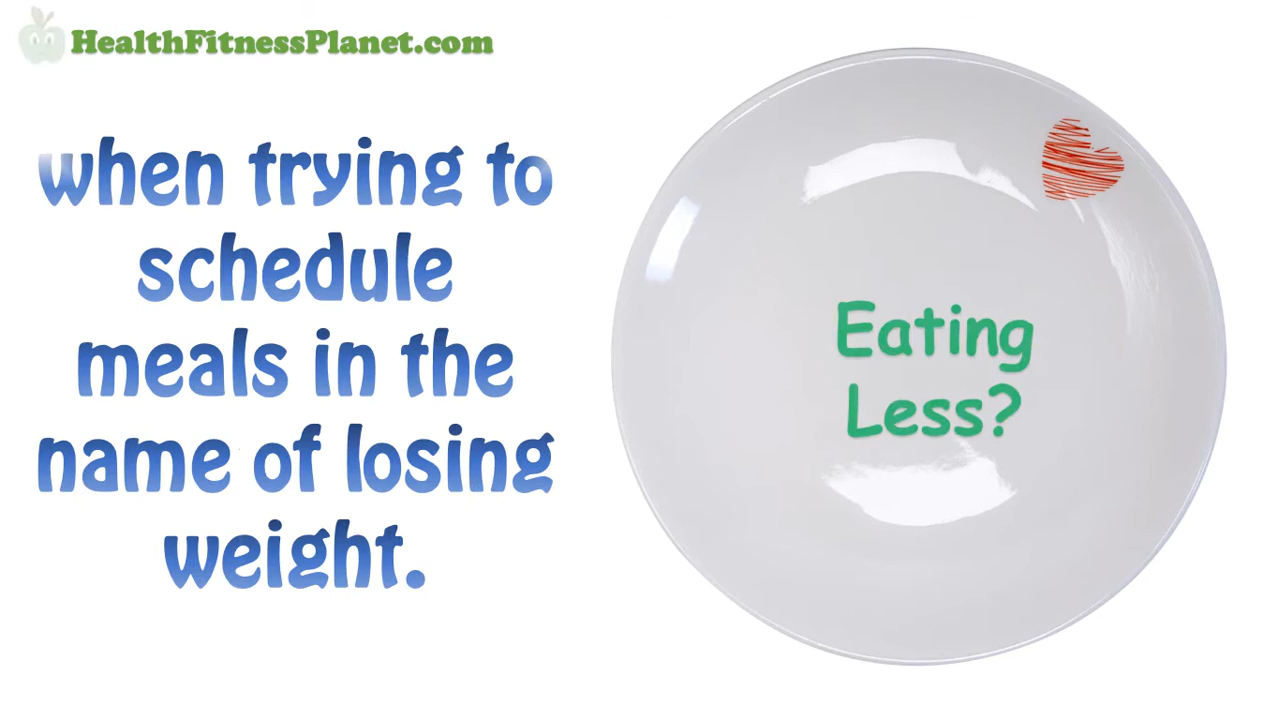 HealthFitnessPlanet.com
when trying to
schedule
meals in the
name of losing
weight.
Eating
Less?